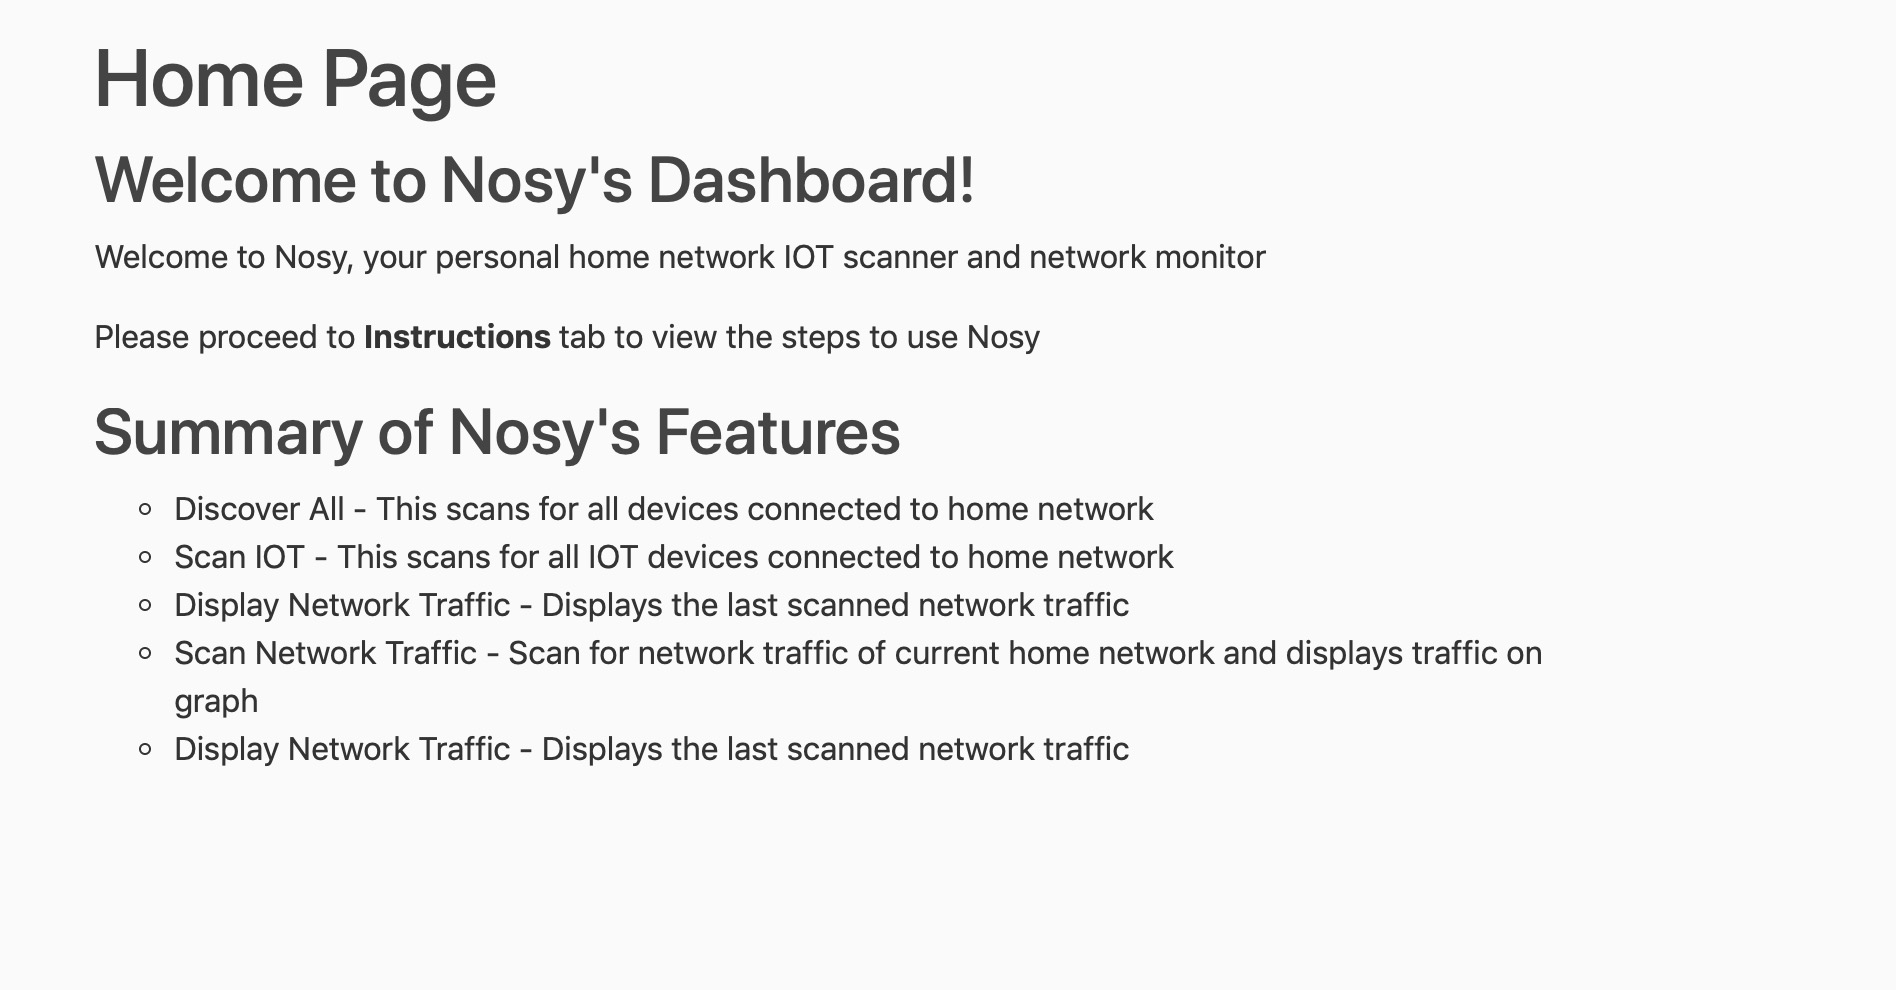 Home Page
Welcome to Nosy's Dashboard!
Welcome to Nosy, your personal home network IOT scanner and network monitor
Please proceed to Instructions tab to view the steps to use Nosy
Summary of Nosy's Features
Discover All - This scans for all devices connected to home network
Scan IOT - This scans for all IOT devices connected to home network
Display Network Traffic - Displays the last scanned network traffic
Scan Network Traffic - Scan for network traffic of current home network and displays traffic on
graph
Display Network Traffic - Displays the last scanned network traffic